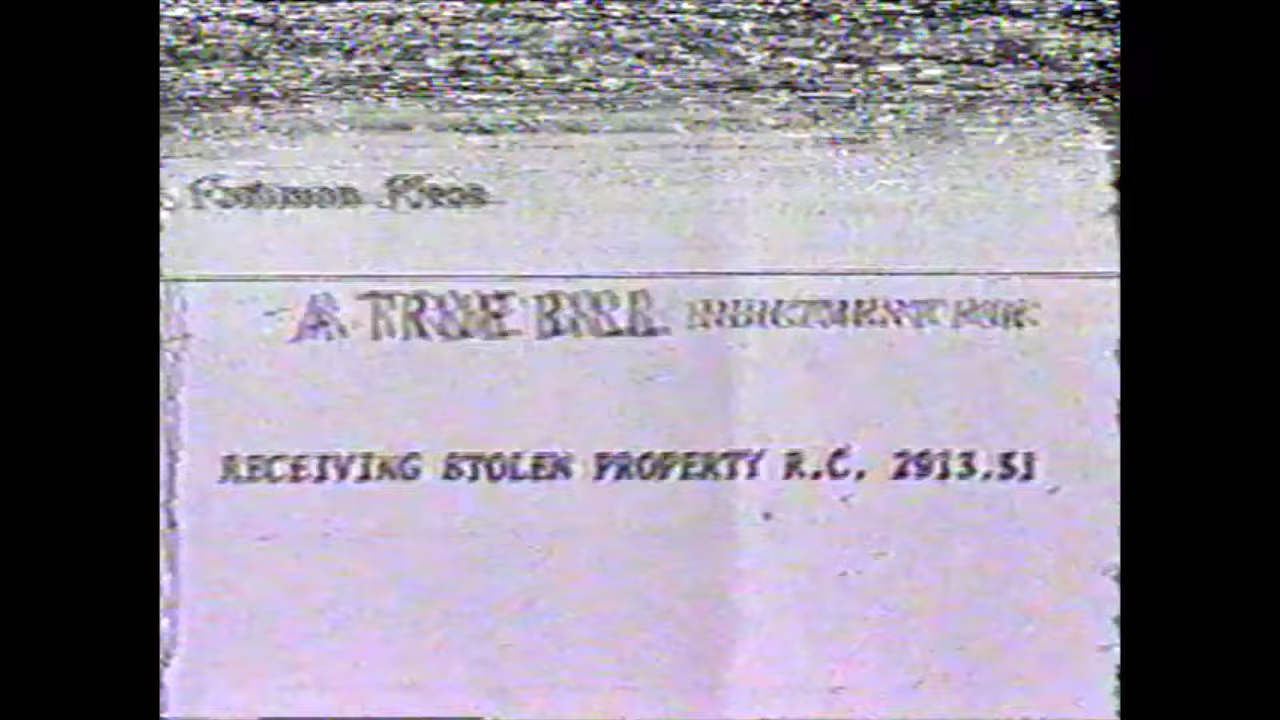 Common Pleas
A TRUE BILL INDICTMENT FOR
RECEIVING STOLEN PROPERTY R.C. 2913.51